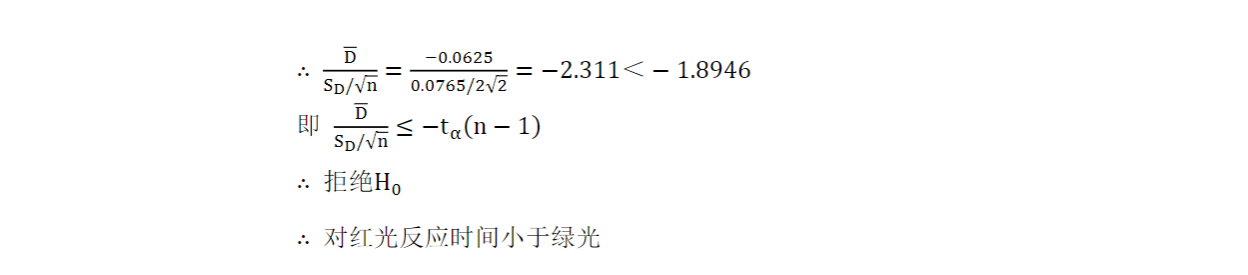 ∴ D̅/(S_D/√n) = −0.0625/(0.0765/2√2) = −2.311＜ − 1.8946
即 D̅/(S_D/√n) ≤ −t_α(n − 1)
∴ 拒绝H₀
∴ 对红光反应时间小于绿光